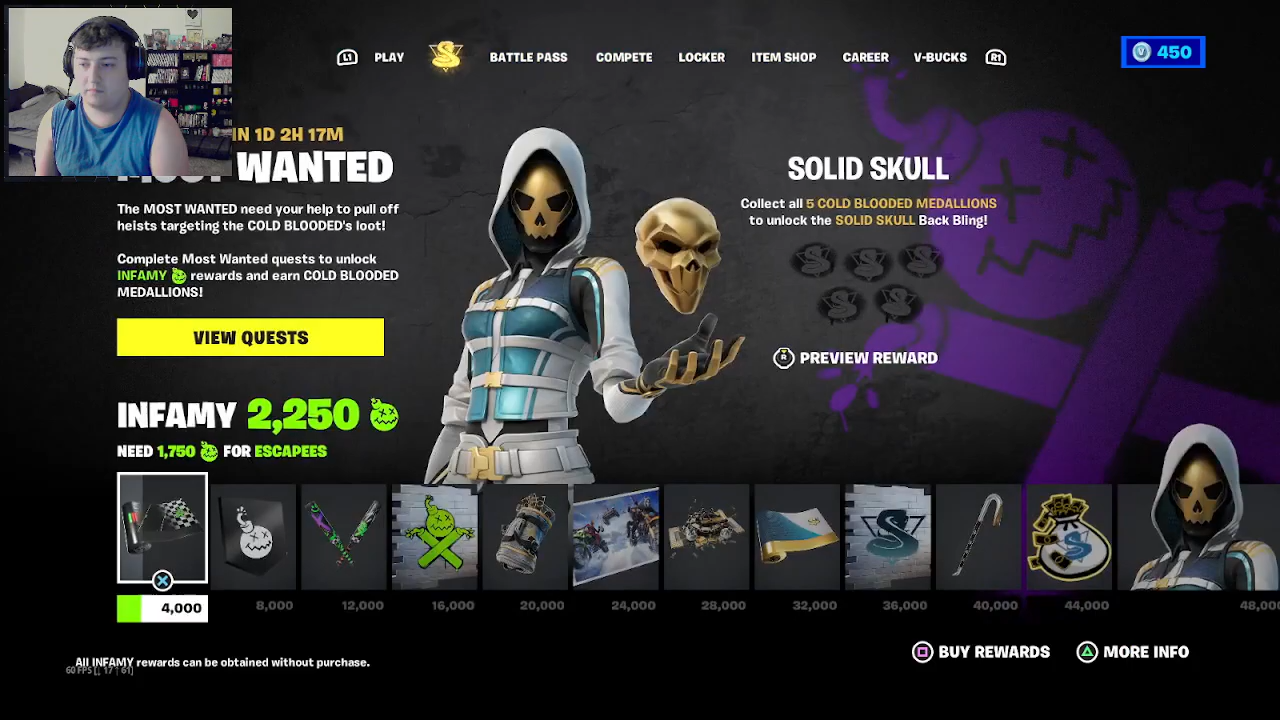 L1 PLAY BATTLE PASS COMPETE LOCKER ITEM SHOP CAREER V-BUCKS R1
450
IN 1D 2H 17M
MOST WANTED
The MOST WANTED need your help to pull off
heists targeting the COLD BLOODED's loot!
Complete Most Wanted quests to unlock
INFAMY rewards and earn COLD BLOODED
MEDALLIONS!
VIEW QUESTS
SOLID SKULL
Collect all 5 COLD BLOODED MEDALLIONS
to unlock the SOLID SKULL Back Bling!
R PREVIEW REWARD
INFAMY 2,250
NEED 1,750 FOR ESCAPEES
4,000 8,000 12,000 16,000 20,000 24,000 28,000 32,000 36,000 40,000 44,000 48,000
All INFAMY rewards can be obtained without purchase.
60 FPS
BUY REWARDS MORE INFO